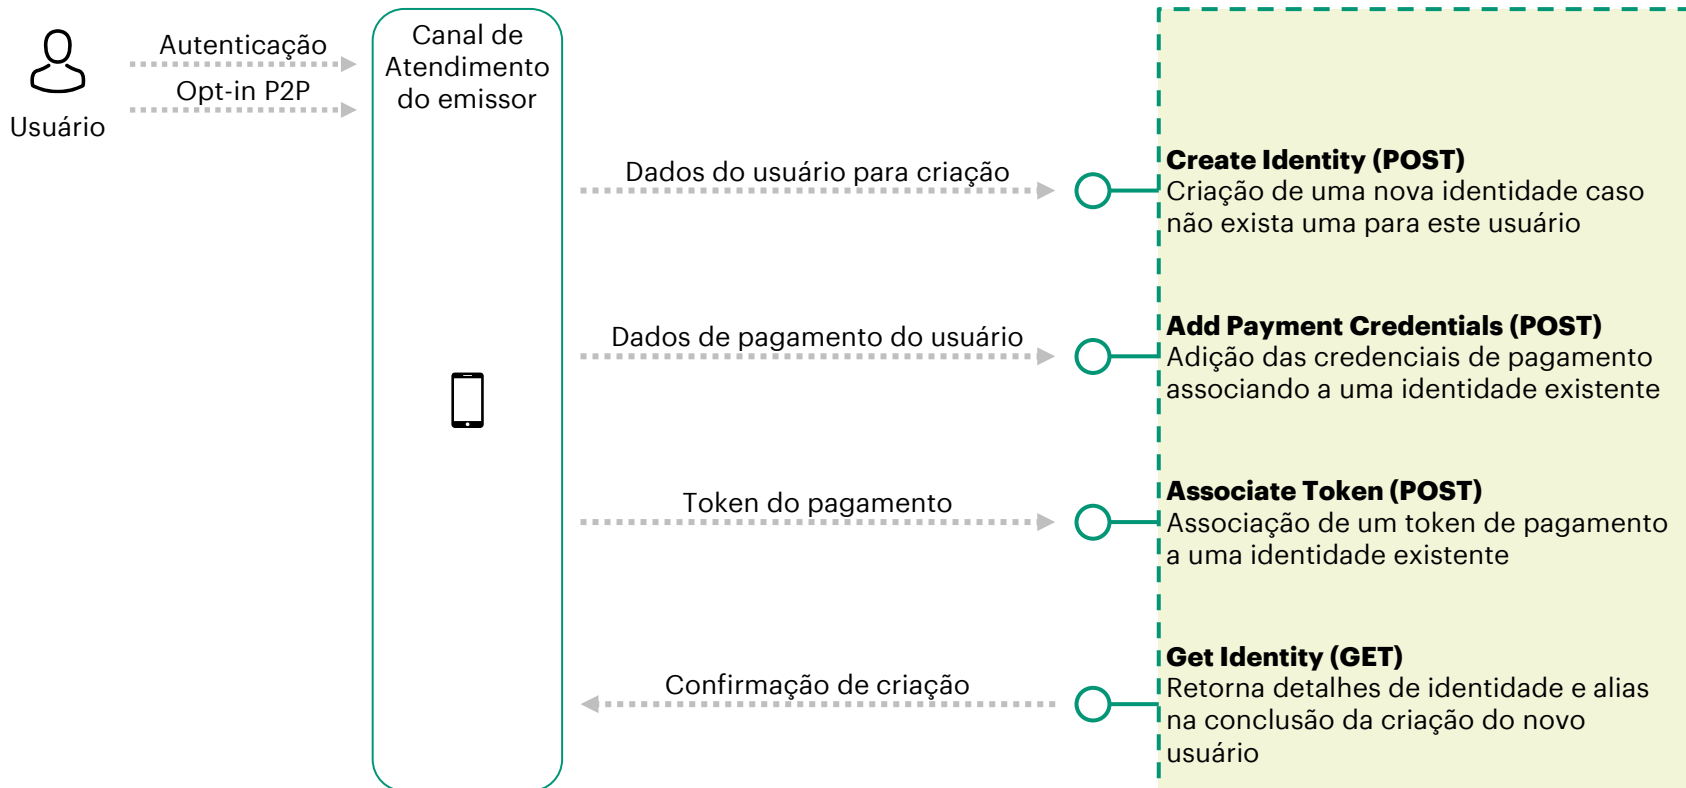 Autenticação
Opt-in P2P
Usuário
Canal de
Atendimento
do emissor
Dados do usuário para criação
Create Identity (POST)
Criação de uma nova identidade caso
não exista uma para este usuário
Dados de pagamento do usuário
Add Payment Credentials (POST)
Adição das credenciais de pagamento
associando a uma identidade existente
Token do pagamento
Associate Token (POST)
Associação de um token de pagamento
a uma identidade existente
Confirmação de criação
Get Identity (GET)
Retorna detalhes de identidade e alias
na conclusão da criação do novo
usuário